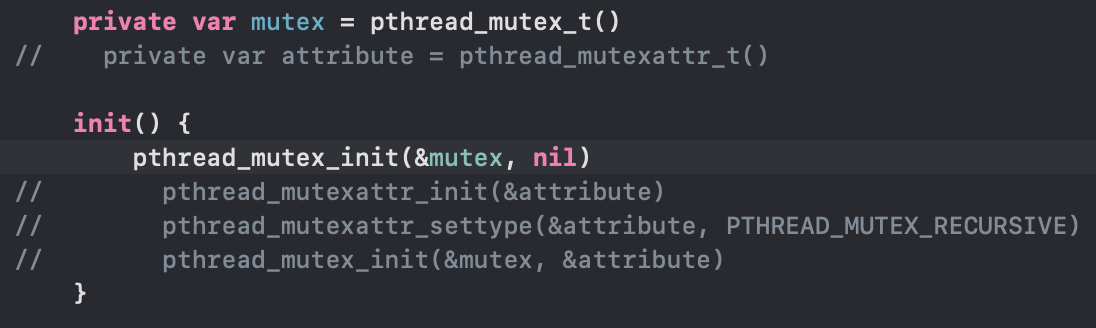 private var mutex = pthread_mutex_t()
//    private var attribute = pthread_mutexattr_t()
init() {
pthread_mutex_init(&mutex, nil)
//        pthread_mutexattr_init(&attribute)
//        pthread_mutexattr_settype(&attribute, PTHREAD_MUTEX_RECURSIVE)
//        pthread_mutex_init(&mutex, &attribute)
}